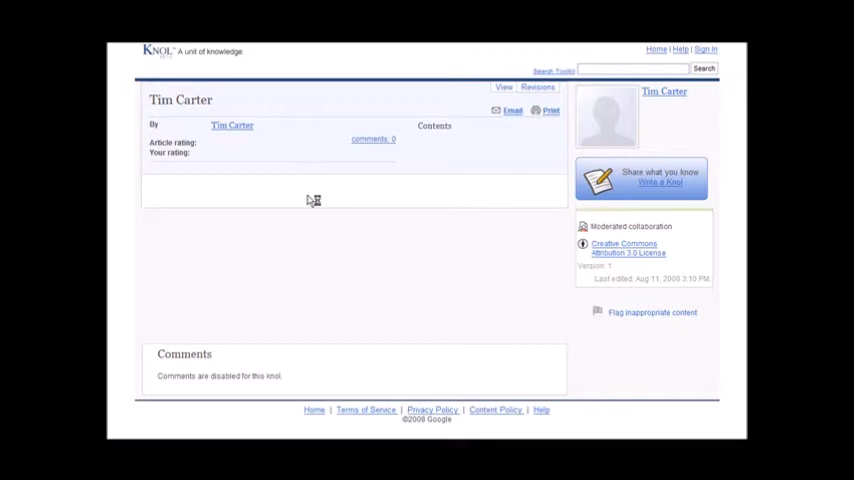 KNOL™ A unit of knowledge
BETA
Home | Help | Sign In
Search Toolkit
Search
View Revisions
Tim Carter
Email Print
Tim Carter
By Tim Carter
Contents
Article rating:
comments: 0
Your rating:
Share what you know
Write a Knol
Moderated collaboration
Creative Commons
Attribution 3.0 License
Version: 1
Last edited: Aug 11, 2008 3:10 PM.
Flag inappropriate content
Comments
Comments are disabled for this knol.
Home | Terms of Service | Privacy Policy | Content Policy | Help
©2008 Google